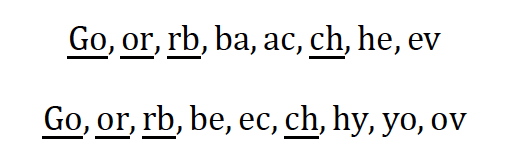 Go, or, rb, ba, ac, ch, he, ev
Go, or, rb, be, ec, ch, hy, yo, ov